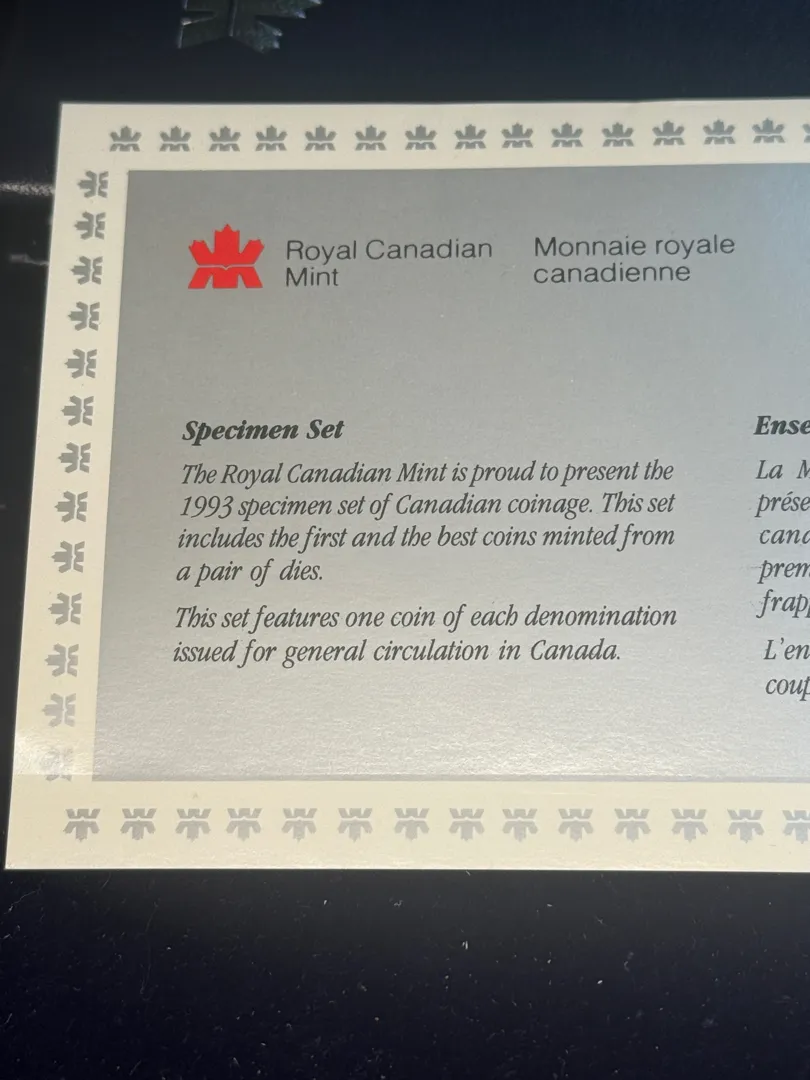 Royal Canadian
Mint
Monnaie royale
canadienne
Specimen Set
The Royal Canadian Mint is proud to present the
1993 specimen set of Canadian coinage. This set
includes the first and the best coins minted from
a pair of dies.
This set features one coin of each denomination
issued for general circulation in Canada.
La